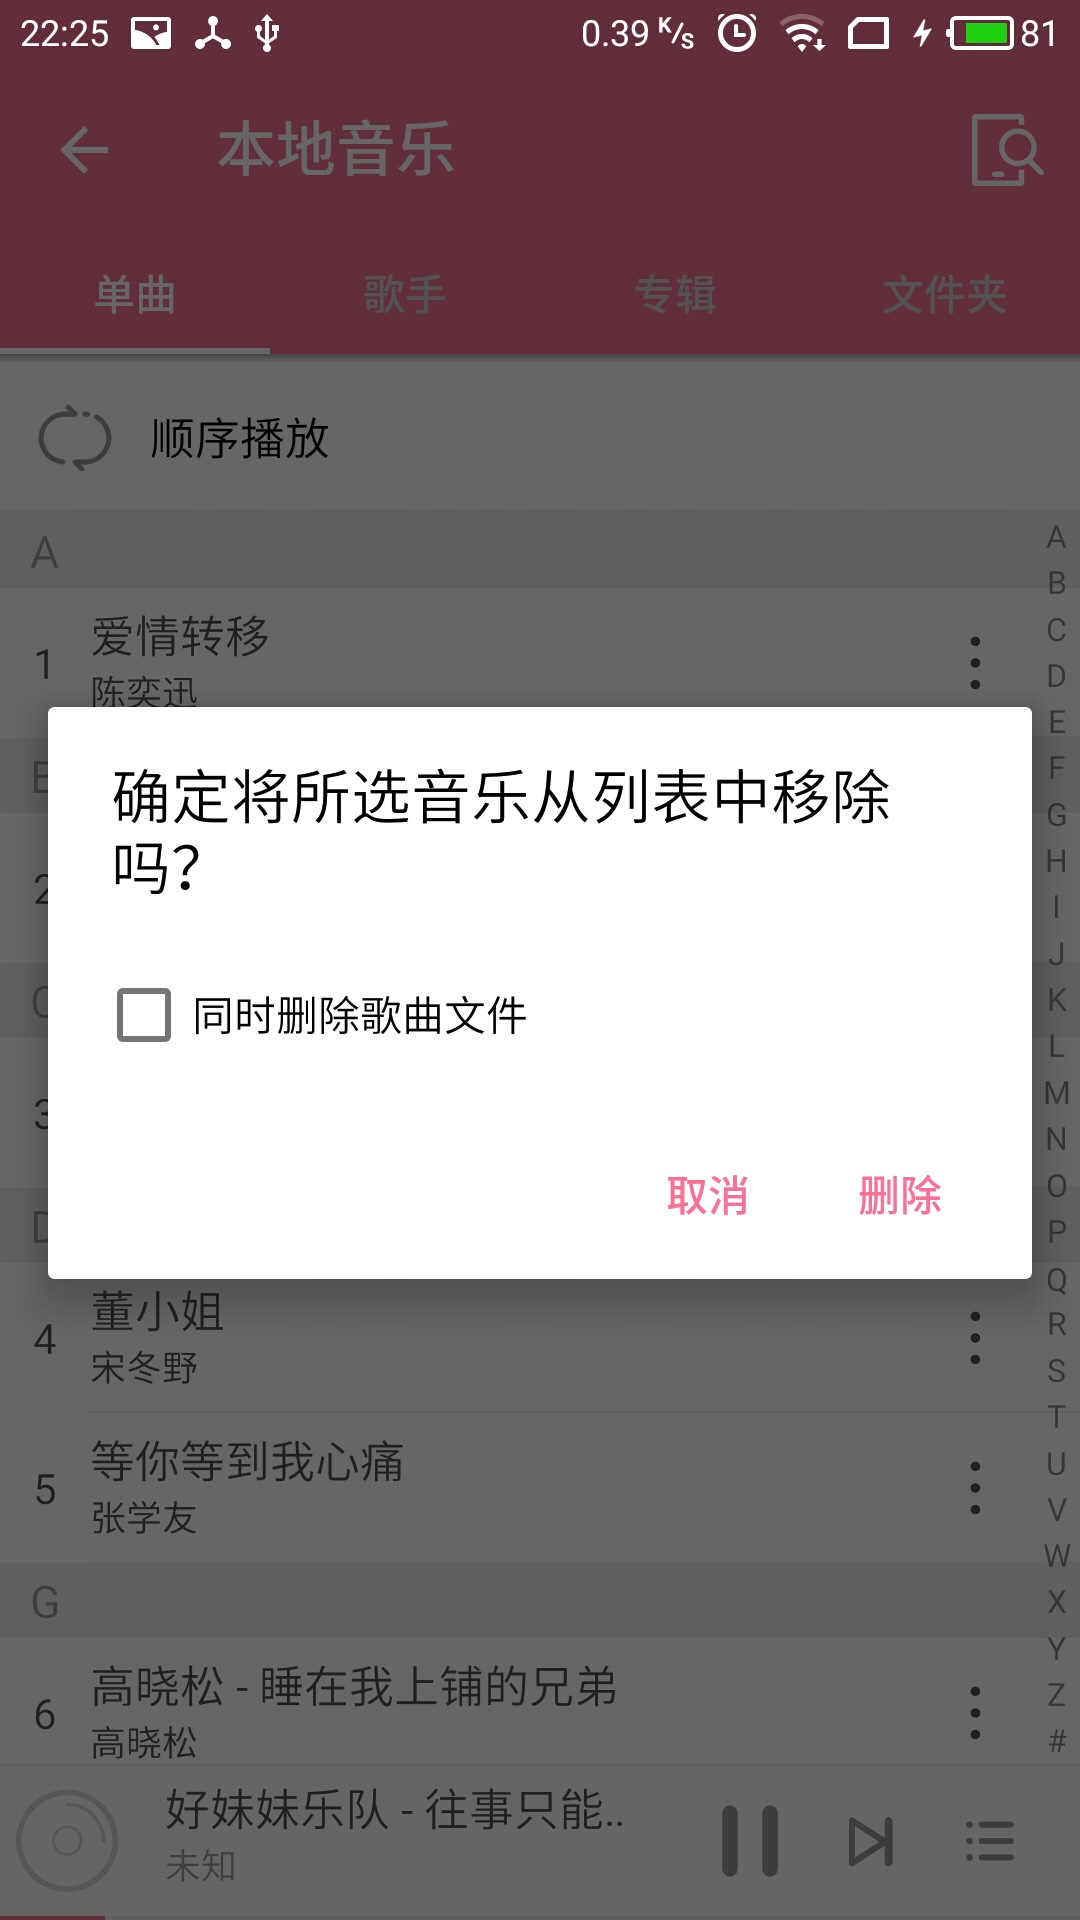 22:25 0.39 K/s 81
本地音乐
单曲 歌手 专辑 文件夹
顺序播放
A
1 爱情转移
陈奕迅
确定将所选音乐从列表中移除
吗?
同时删除歌曲文件
取消 删除
2
3
4 董小姐
宋冬野
5 等你等到我心痛
张学友
G
6 高晓松 - 睡在我上铺的兄弟
高晓松
A
B
C
D
E
F
G
H
I
J
K
L
M
N
O
P
Q
R
S
T
U
V
W
X
Y
Z
#
好妹妹乐队 - 往事只能..
未知